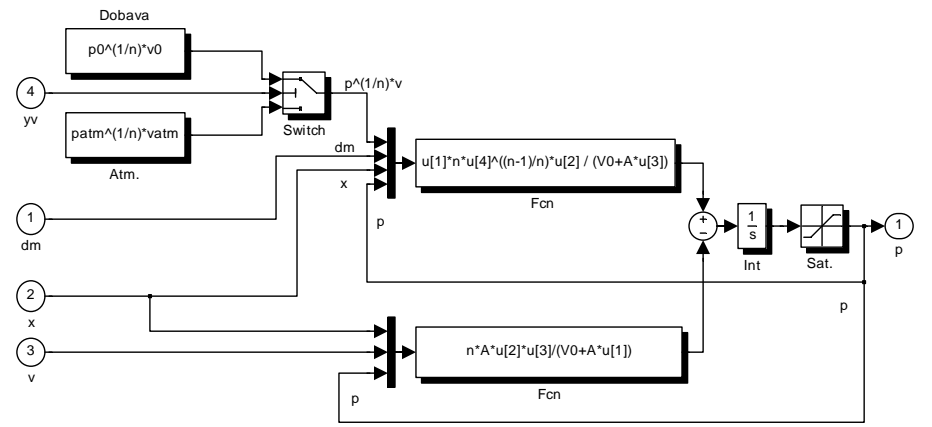 Dobava
p0^(1/n)*v0
4
yv
p^(1/n)*v
Switch
patm^(1/n)*vatm
Atm.
dm
x
p
u[1]*n*u[4]^((n-1)/n)*u[2] / (V0+A*u[3])
Fcn
1
dm
+
−
1
s
Int
Sat.
1
p
2
x
p
3
v
p
n*A*u[2]*u[3]/(V0+A*u[1])
Fcn